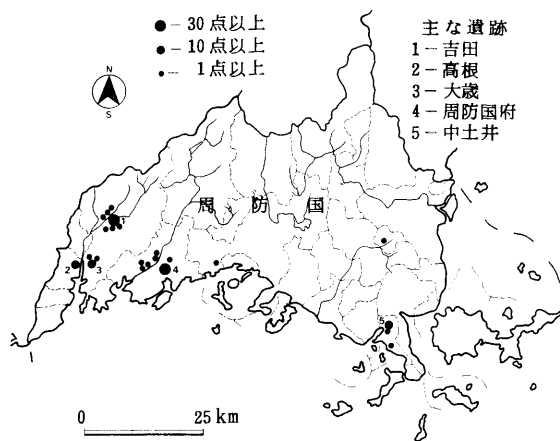 ●－30点以上
●－10点以上
•－1点以上
主な遺跡
1－吉田
2－高根
3－大歳
4－周防国府
5－中土井
N
S
周防国
1
2
3
4
5
0 25km